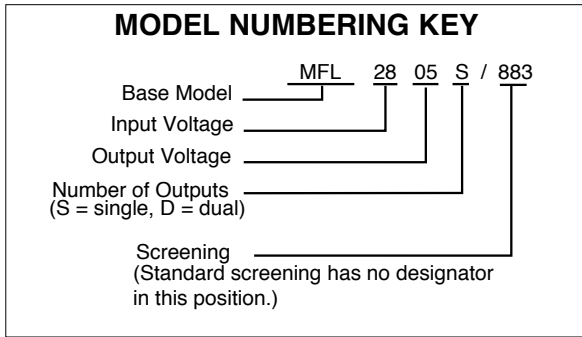 MODEL NUMBERING KEY
MFL 28 05 S / 883
Base Model
Input Voltage
Output Voltage
Number of Outputs
(S = single, D = dual)
Screening
(Standard screening has no designator
in this position.)